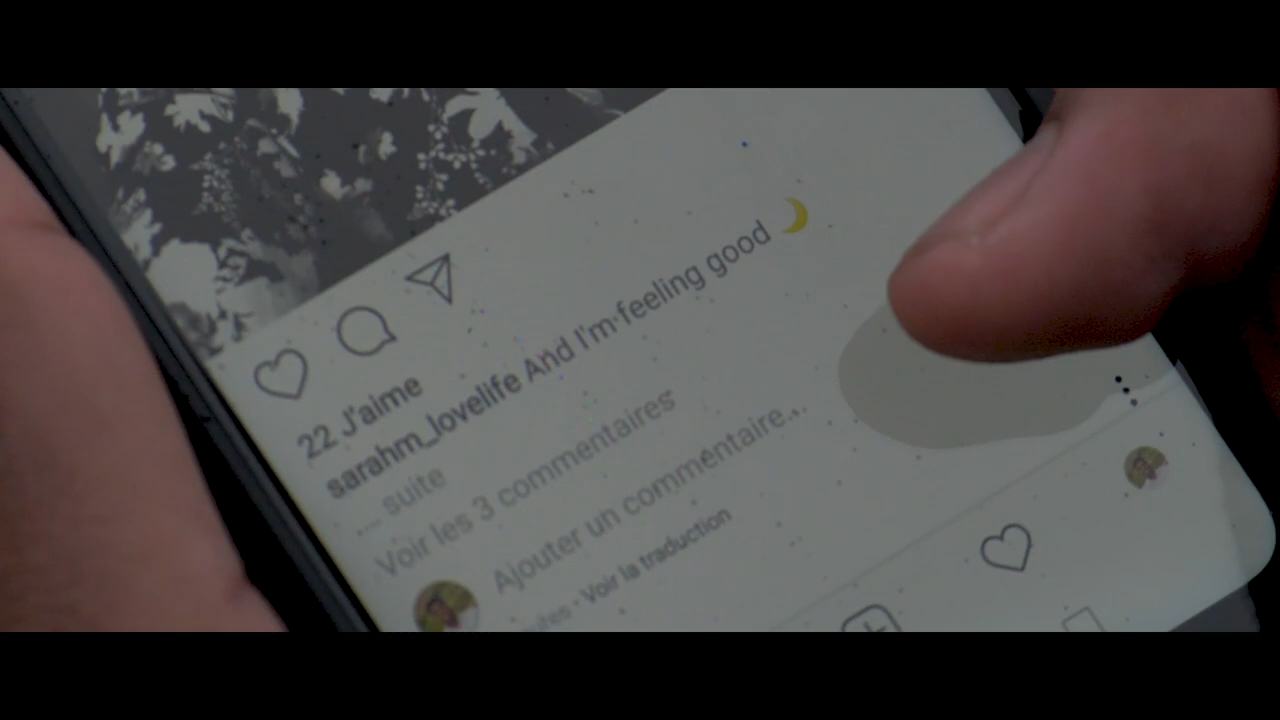 22 J'aime
sarahm_lovelife And I'm feeling good 🌙
... suite
Voir les 3 commentaires
Ajouter un commentaire...
Voir la traduction